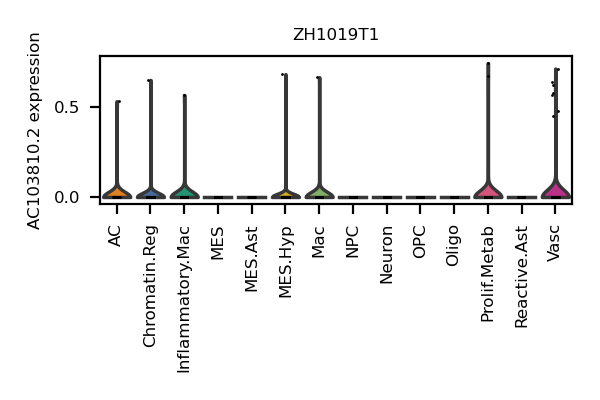 ZH1019T1
AC103810.2 expression
0.5
0.0
AC
Chromatin.Reg
Inflammatory.Mac
MES
MES.Ast
MES.Hyp
Mac
NPC
Neuron
OPC
Oligo
Prolif.Metab
Reactive.Ast
Vasc